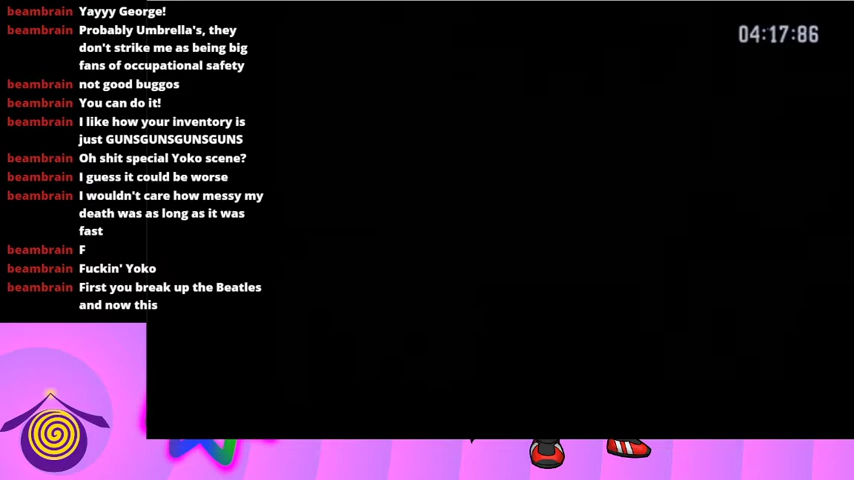 beambrain Yayyy George!
beambrain Probably Umbrella's, they
don't strike me as being big
fans of occupational safety
beambrain not good buggos
beambrain You can do it!
beambrain I like how your inventory is
just GUNSGUNSGUNSGUNS
beambrain Oh shit special Yoko scene?
beambrain I guess it could be worse
beambrain I wouldn't care how messy my
death was as long as it was
fast
beambrain F
beambrain Fuckin' Yoko
beambrain First you break up the Beatles
and now this
04:17:86